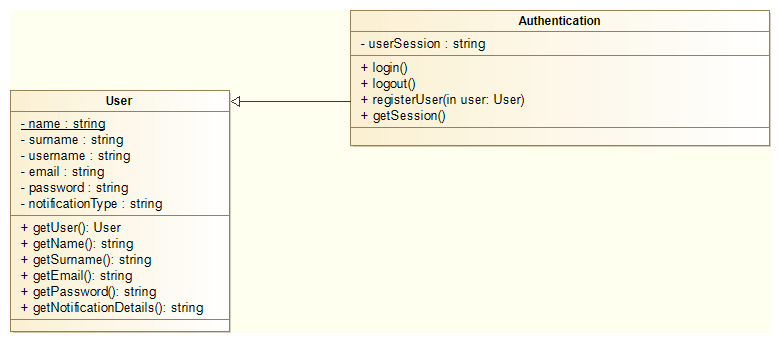 Authentication
- userSession : string
+ login()
+ logout()
+ registerUser(in user: User)
+ getSession()
User
- name : string
- surname : string
- username : string
- email : string
- password : string
- notificationType : string
+ getUser(): User
+ getName(): string
+ getSurname(): string
+ getEmail(): string
+ getPassword(): string
+ getNotificationDetails(): string